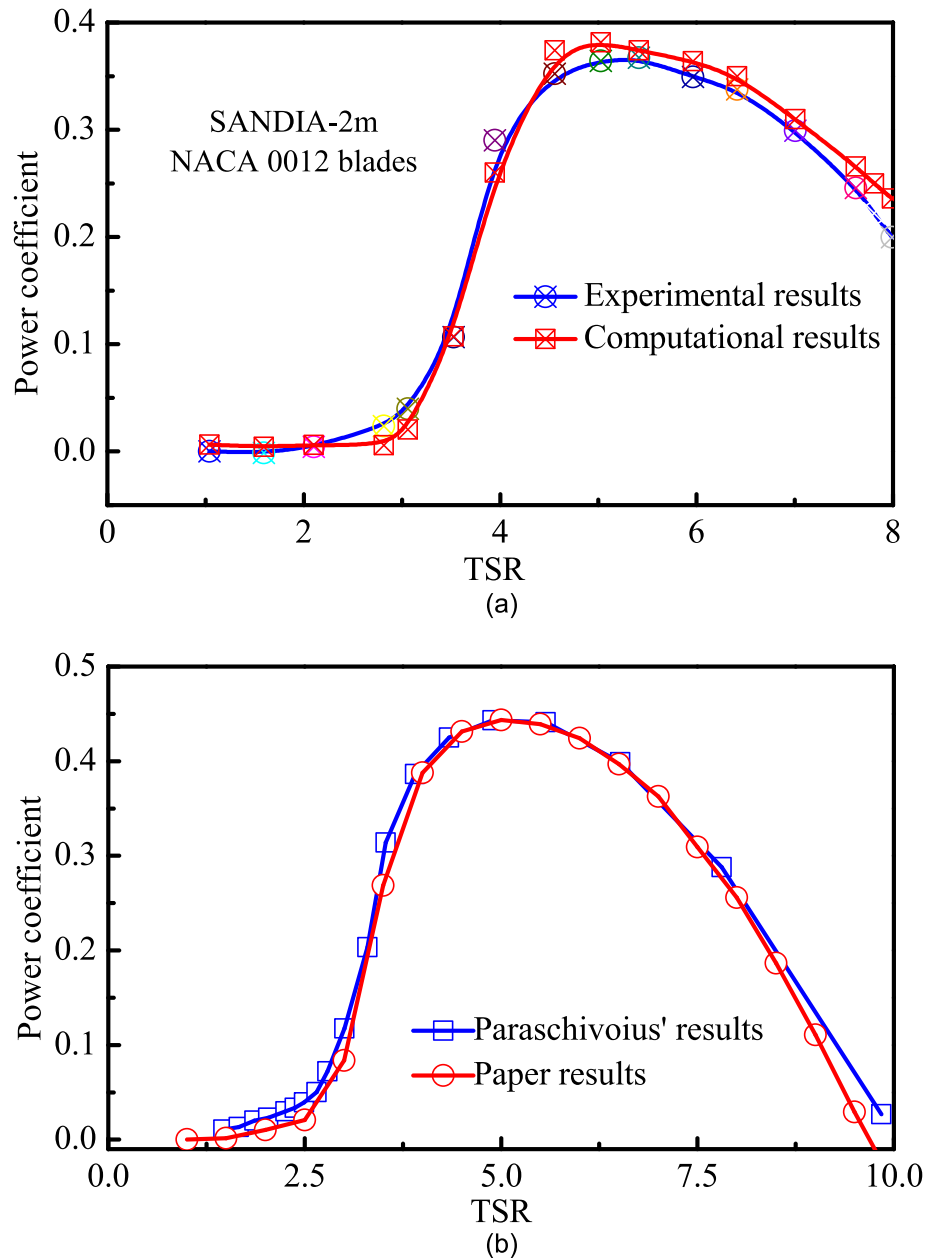 0.4
0.3
0.2
0.1
0.0
Power coefficient
SANDIA-2m
NACA 0012 blades
Experimental results
Computational results
0 2 4 6 8
TSR
(a)
0.5
0.4
0.3
0.2
0.1
0.0
Power coefficient
Paraschivoius' results
Paper results
0.0 2.5 5.0 7.5 10.0
TSR
(b)